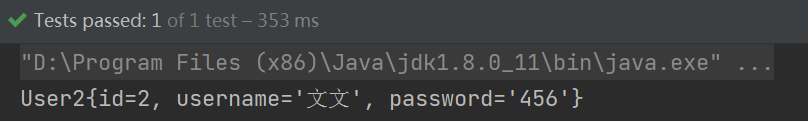 Tests passed: 1 of 1 test – 353 ms
"D:\Program Files (x86)\Java\jdk1.8.0_11\bin\java.exe" ...
User2{id=2, username='文文', password='456'}